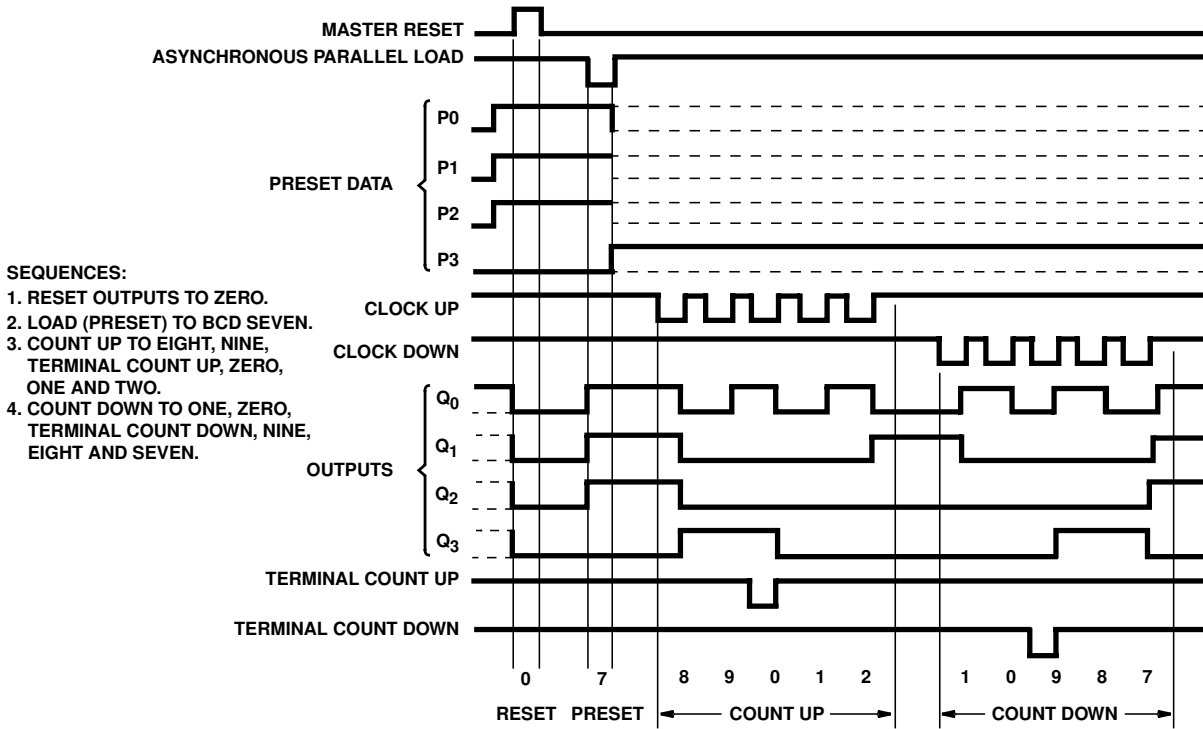 MASTER RESET
ASYNCHRONOUS PARALLEL LOAD
PRESET DATA
P0
P1
P2
P3
SEQUENCES:
1. RESET OUTPUTS TO ZERO.
2. LOAD (PRESET) TO BCD SEVEN.
3. COUNT UP TO EIGHT, NINE,
TERMINAL COUNT UP, ZERO,
ONE AND TWO.
4. COUNT DOWN TO ONE, ZERO,
TERMINAL COUNT DOWN, NINE,
EIGHT AND SEVEN.
CLOCK UP
CLOCK DOWN
OUTPUTS
Q0
Q1
Q2
Q3
TERMINAL COUNT UP
TERMINAL COUNT DOWN
0 7 8 9 0 1 2 1 0 9 8 7
RESET PRESET COUNT UP COUNT DOWN